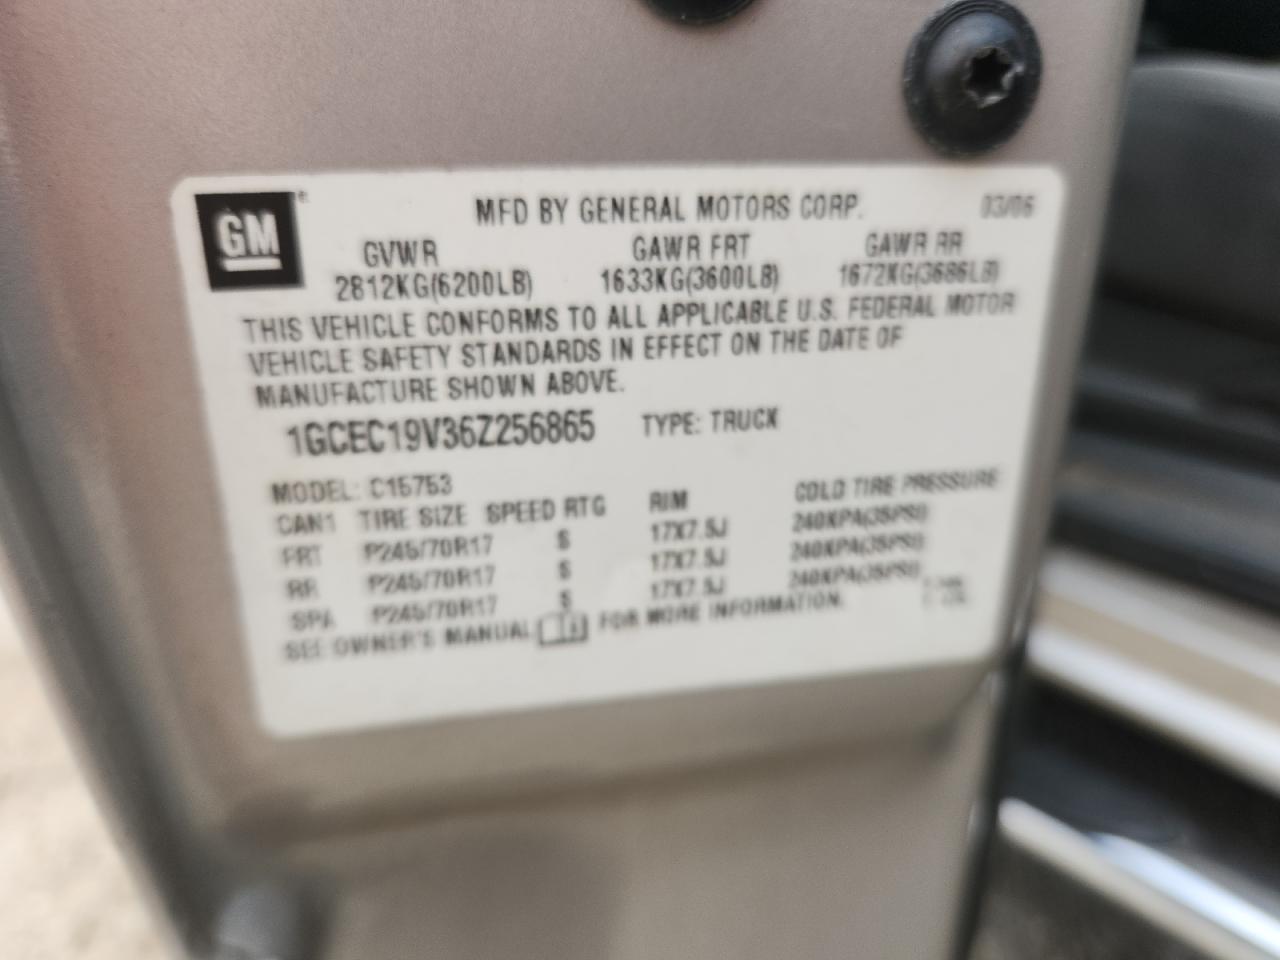 GM
MFD BY GENERAL MOTORS CORP. 03/06
GVWR GAWR FRT GAWR RR
2812KG(6200LB) 1633KG(3600LB) 1672KG(3686LB)
THIS VEHICLE CONFORMS TO ALL APPLICABLE U.S. FEDERAL MOTOR
VEHICLE SAFETY STANDARDS IN EFFECT ON THE DATE OF
MANUFACTURE SHOWN ABOVE.
1GCEC19V36Z256865 TYPE: TRUCK
MODEL: C15753
CAN1 TIRE SIZE SPEED RTG RIM COLD TIRE PRESSURE
FRT P245/70R17 S 17X7.5J 240KPA(35PSI)
RR P245/70R17 S 17X7.5J 240KPA(35PSI)
SPA P245/70R17 S 17X7.5J 240KPA(35PSI)
SEE OWNER'S MANUAL FOR MORE INFORMATION.